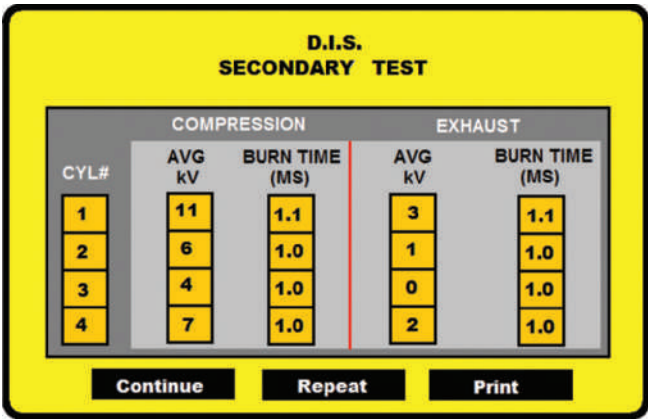 D.I.S.
SECONDARY TEST
COMPRESSION EXHAUST
CYL# AVG kV BURN TIME (MS) AVG kV BURN TIME (MS)
1 11 1.1 3 1.1
2 6 1.0 1 1.0
3 4 1.0 0 1.0
4 7 1.0 2 1.0
Continue Repeat Print